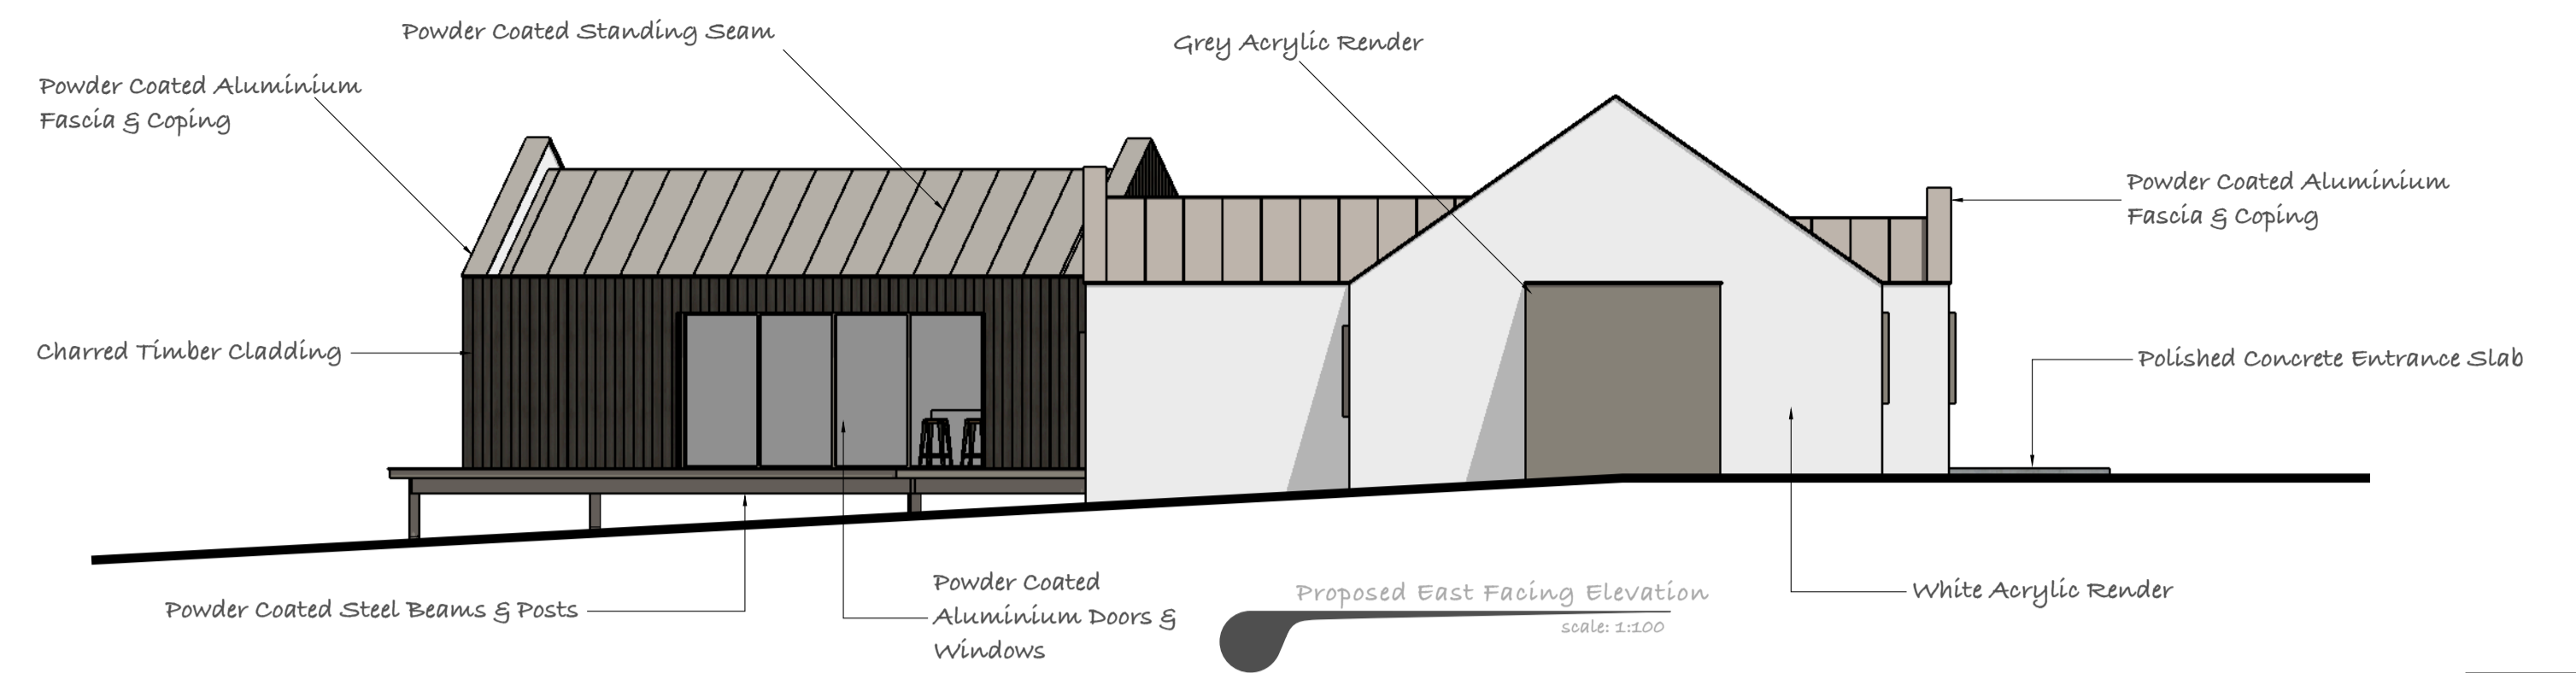 Powder Coated Standing Seam
Grey Acrylic Render
Powder Coated Aluminium
Fascia & Coping
Powder Coated Aluminium
Fascia & Coping
Charred Timber Cladding
Polished Concrete Entrance Slab
Powder Coated Steel Beams & Posts
Powder Coated
Aluminium Doors &
Windows
Proposed East Facing Elevation
scale: 1:100
White Acrylic Render